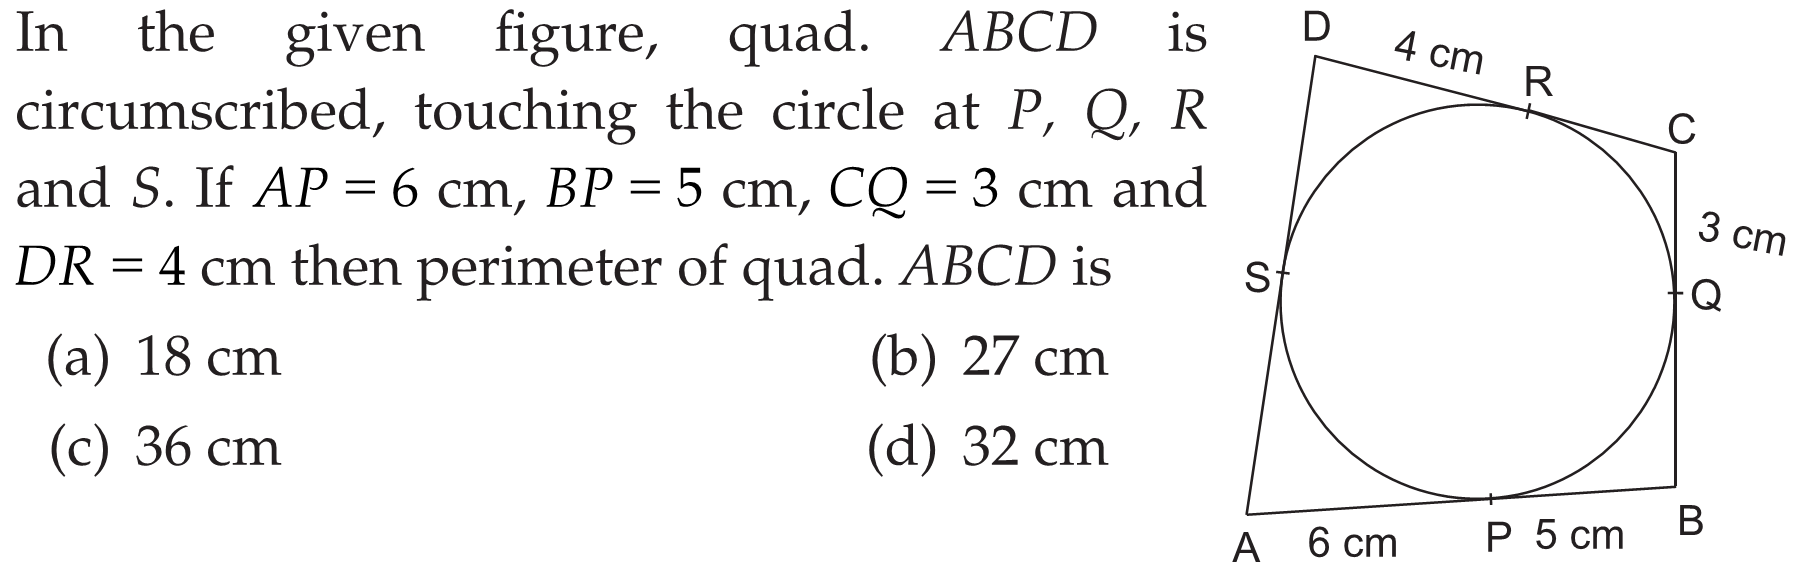 In the given figure, quad. ABCD is
circumscribed, touching the circle at P, Q, R
and S. If AP = 6 cm, BP = 5 cm, CQ = 3 cm and
DR = 4 cm then perimeter of quad. ABCD is
(a) 18 cm (b) 27 cm
(c) 36 cm (d) 32 cm
D
4 cm
R
C
3 cm
S
Q
A
6 cm
P
5 cm
B